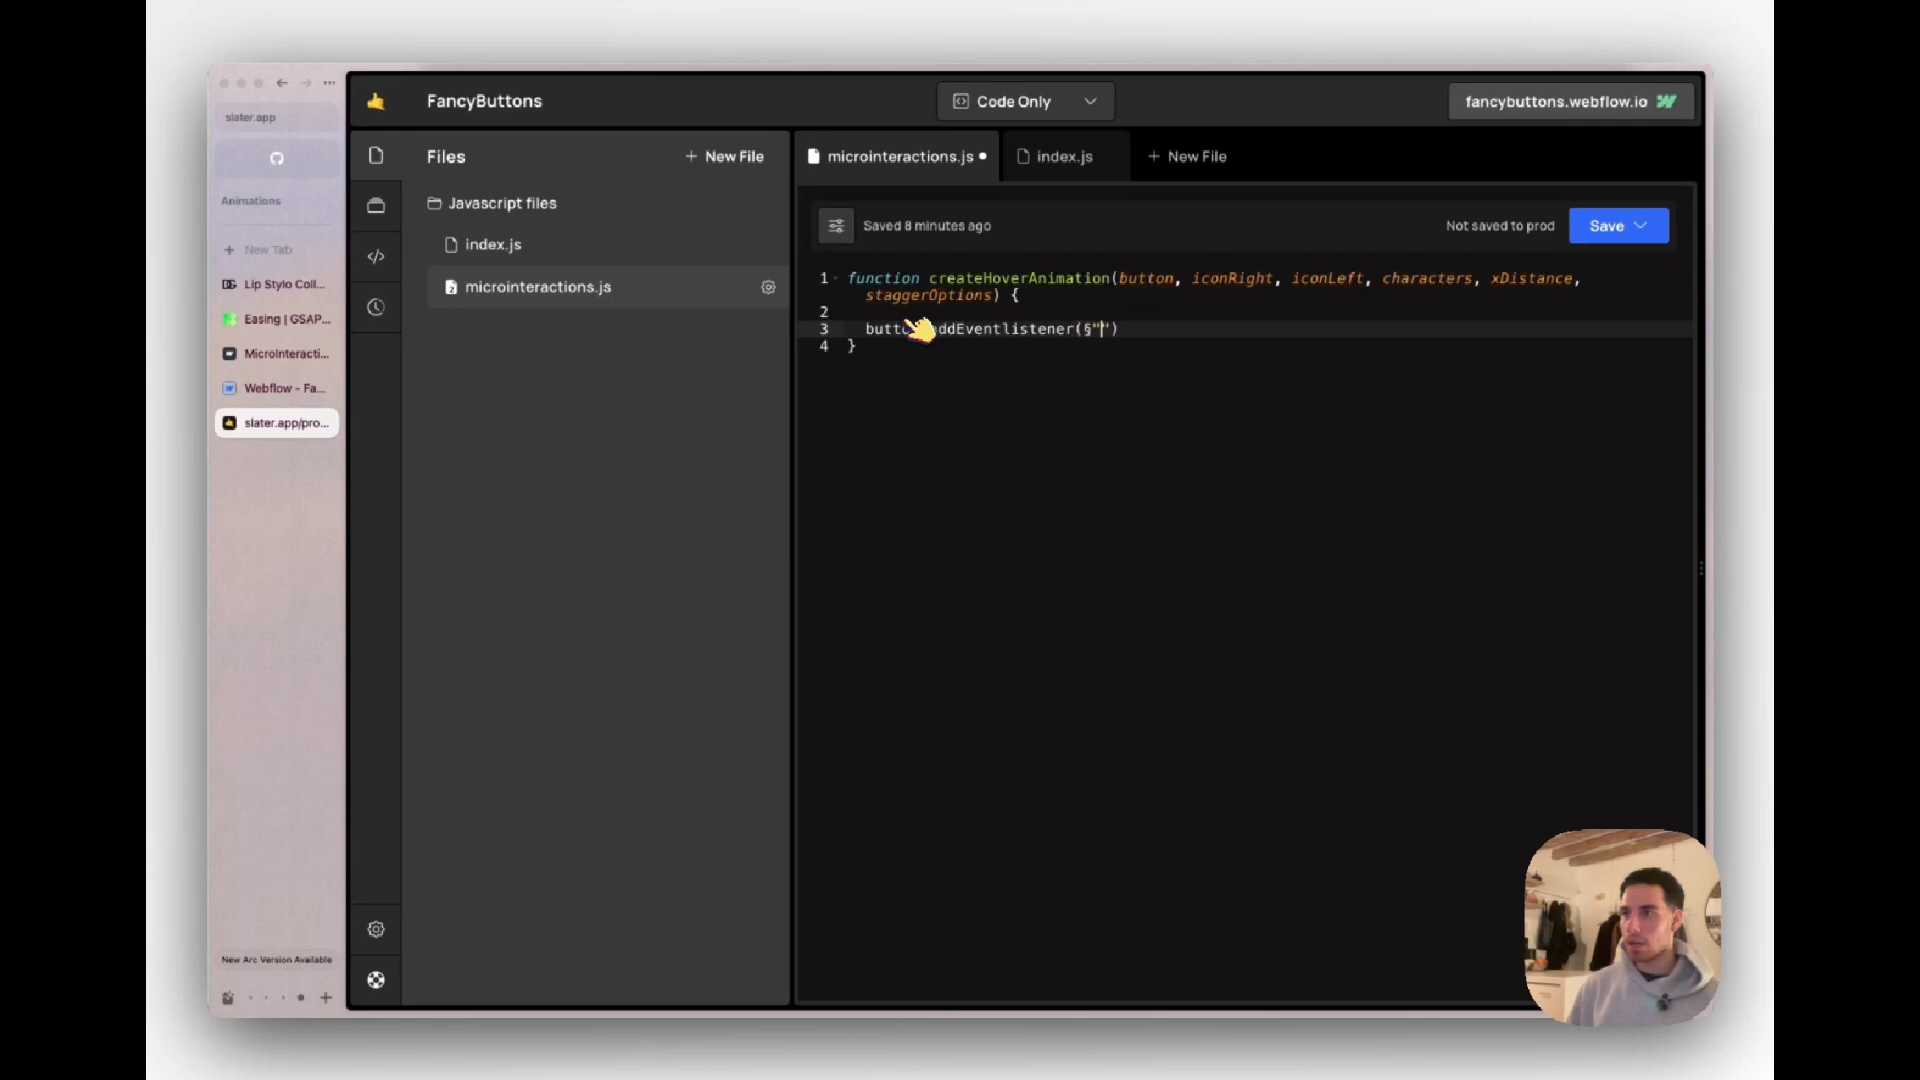 slater.app
Animations
+ New Tab
Lip Stylo Coll...
Easing | GSAP...
MicroInteracti...
Webflow - Fa...
slater.app/pro...
New Arc Version Available
FancyButtons
Code Only
fancybuttons.webflow.io
Files
+ New File
Javascript files
index.js
microinteractions.js
microinteractions.js
index.js
+ New File
Saved 8 minutes ago
Not saved to prod
Save
1 function createHoverAnimation(button, iconRight, iconLeft, characters, xDistance,
staggerOptions) {
2
3 addEventlistener(§"")
4 }